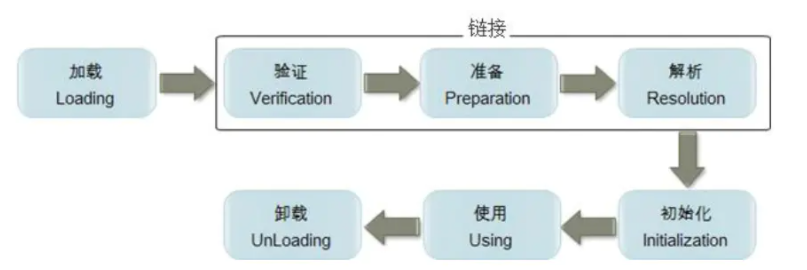 链接
加载
Loading
验证
Verification
准备
Preparation
解析
Resolution
初始化
Initialization
使用
Using
卸载
UnLoading